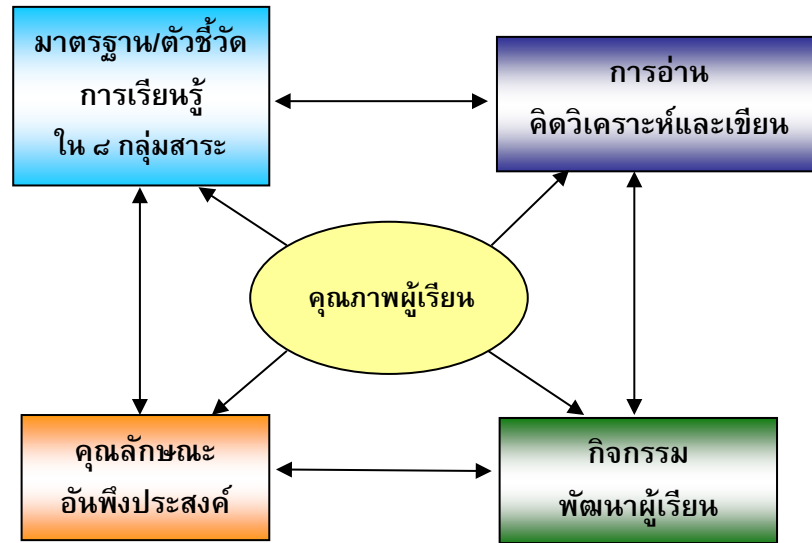 มาตรฐาน/ตัวชี้วัด
การเรียนรู้
ใน ๘ กลุ่มสาระ
การอ่าน
คิดวิเคราะห์และเขียน
คุณภาพผู้เรียน
คุณลักษณะ
อันพึงประสงค์
กิจกรรม
พัฒนาผู้เรียน